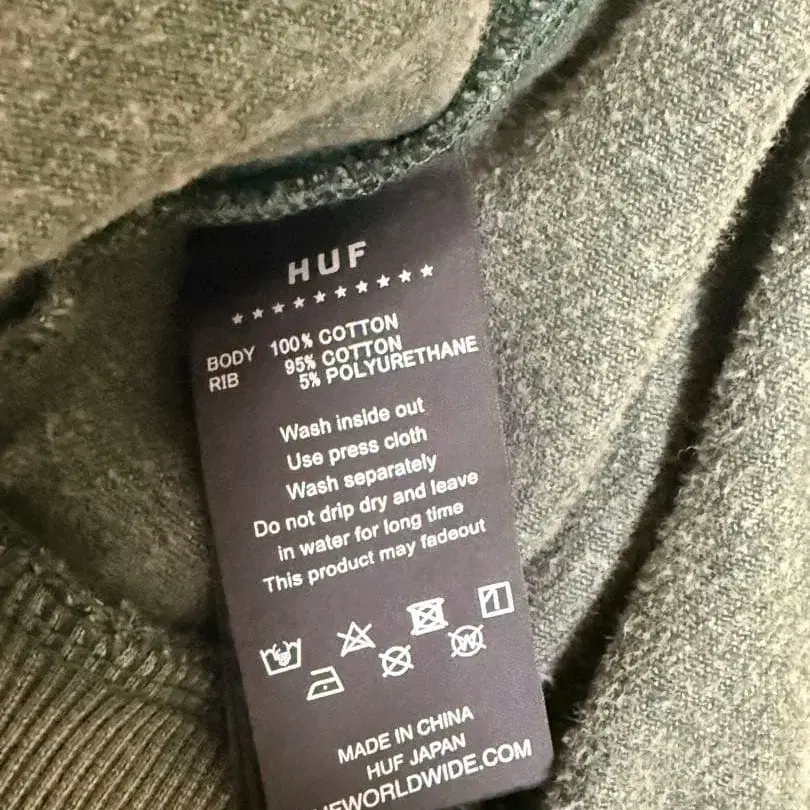 HUF
BODY 100% COTTON
RIB 95% COTTON
5% POLYURETHANE
Wash inside out
Use press cloth
Wash separately
Do not drip dry and leave
in water for long time
This product may fadeout
W
MADE IN CHINA
HUF JAPAN